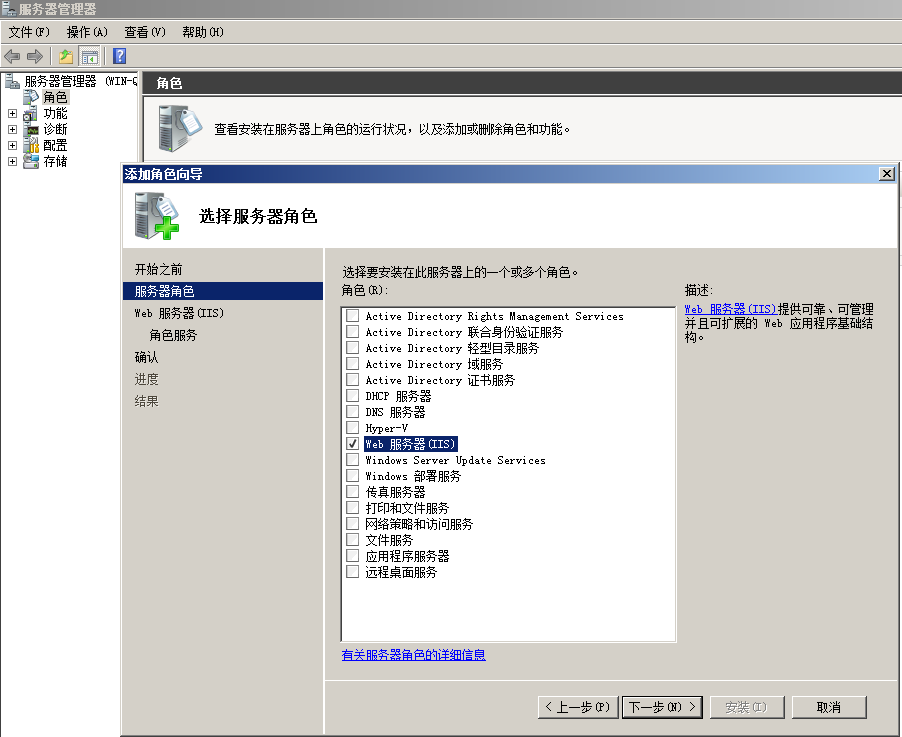 服务器管理器
文件(F) 操作(A) 查看(V) 帮助(H)
服务器管理器 (WIN-Q
角色
功能
诊断
配置
存储
角色
查看安装在服务器上角色的运行状况，以及添加或删除角色和功能。
添加角色向导
选择服务器角色
开始之前
服务器角色
Web 服务器(IIS)
角色服务
确认
进度
结果
选择要安装在此服务器上的一个或多个角色。
角色(R):
Active Directory Rights Management Services
Active Directory 联合身份验证服务
Active Directory 轻型目录服务
Active Directory 域服务
Active Directory 证书服务
DHCP 服务器
DNS 服务器
Hyper-V
Web 服务器(IIS)
Windows Server Update Services
Windows 部署服务
传真服务器
打印和文件服务
网络策略和访问服务
文件服务
应用程序服务器
远程桌面服务
有关服务器角色的详细信息
描述:
Web 服务器(IIS)提供可靠、可管理
并且可扩展的 Web 应用程序基础结
构。
< 上一步(P) 下一步(N) > 安装(I) 取消